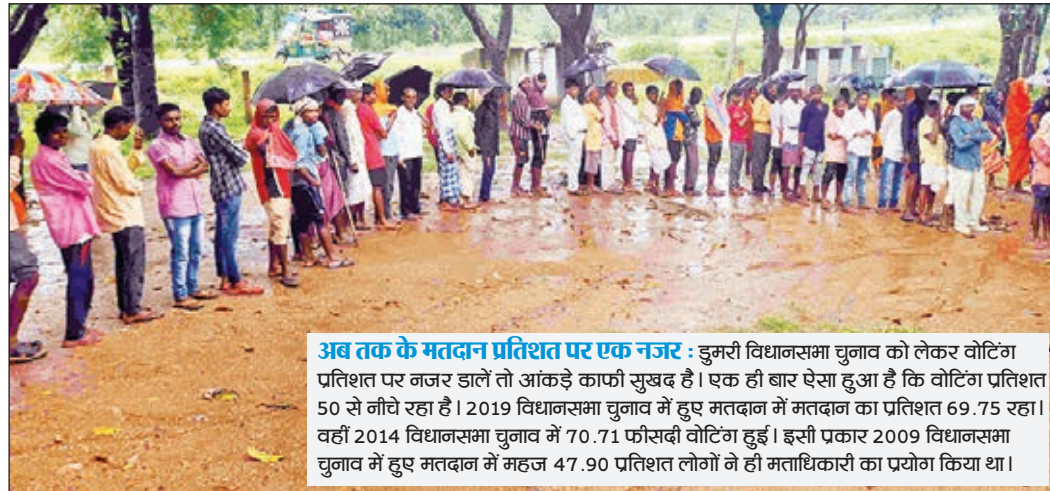 अब तक के मतदान प्रतिशत पर एक नजर : डुमरी विधानसभा चुनाव को लेकर वोटिंग
प्रतिशत पर नजर डालें तो आंकड़े काफी सुखद है। एक ही बार ऐसा हुआ है कि वोटिंग प्रतिशत
50 से नीचे रहा है। 2019 विधानसभा चुनाव में हुए मतदान में मतदान का प्रतिशत 69.75 रहा।
वहीं 2014 विधानसभा चुनाव में 70.71 फीसदी वोटिंग हुई। इसी प्रकार 2009 विधानसभा
चुनाव में हुए मतदान में महज 47.90 प्रतिशत लोगों ने ही मताधिकारी का प्रयोग किया था।